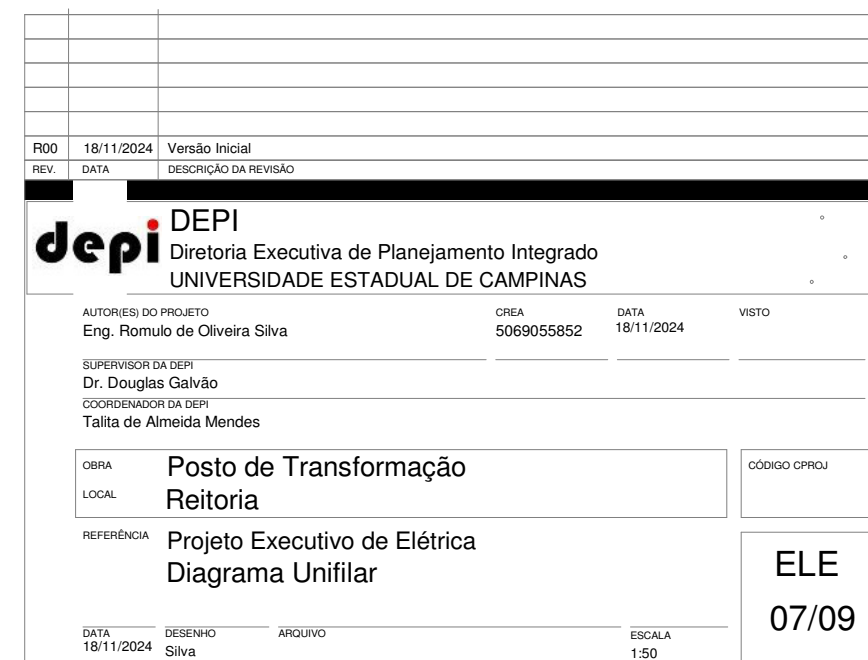 R00 18/11/2024 Versão Inicial
REV. DATA DESCRIÇÃO DA REVISÃO
depi
DEPI
Diretoria Executiva de Planejamento Integrado
UNIVERSIDADE ESTADUAL DE CAMPINAS
AUTOR(ES) DO PROJETO CREA DATA VISTO
Eng. Romulo de Oliveira Silva 5069055852 18/11/2024
SUPERVISOR DA DEPI
Dr. Douglas Galvão
COORDENADOR DA DEPI
Talita de Almeida Mendes
OBRA Posto de Transformação CÓDIGO CPROJ
LOCAL Reitoria
REFERÊNCIA Projeto Executivo de Elétrica
Diagrama Unifilar
ELE
07/09
DATA DESENHO ARQUIVO ESCALA
18/11/2024 Silva 1:50